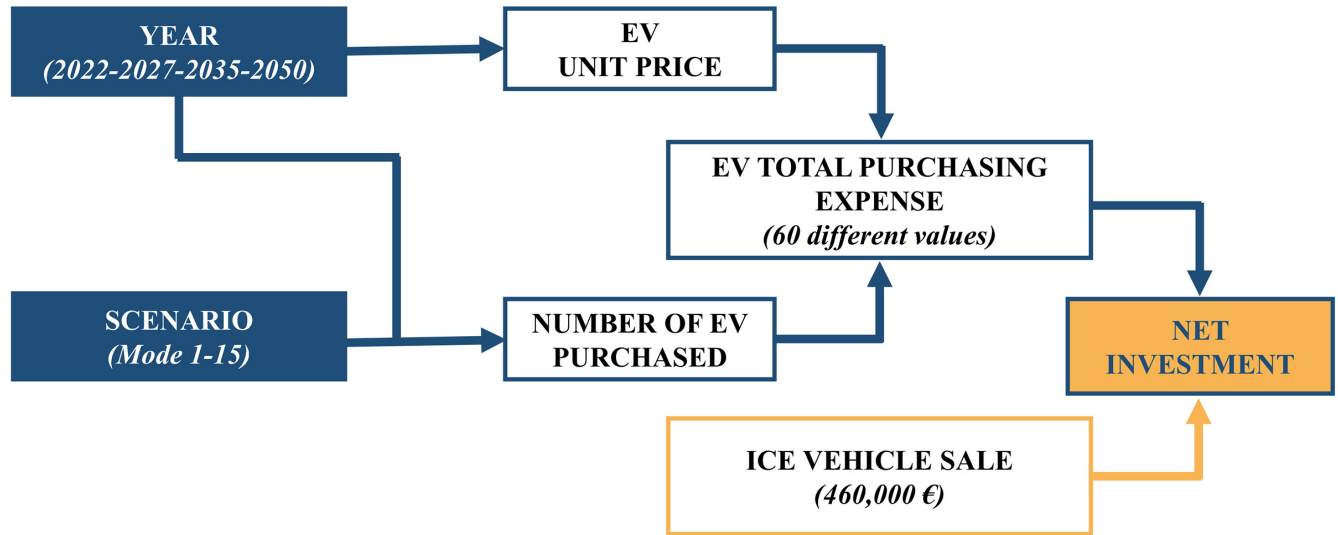 YEAR
(2022-2027-2035-2050)
EV
UNIT PRICE
EV TOTAL PURCHASING
EXPENSE
(60 different values)
SCENARIO
(Mode 1-15)
NUMBER OF EV
PURCHASED
NET
INVESTMENT
ICE VEHICLE SALE
(460,000 €)